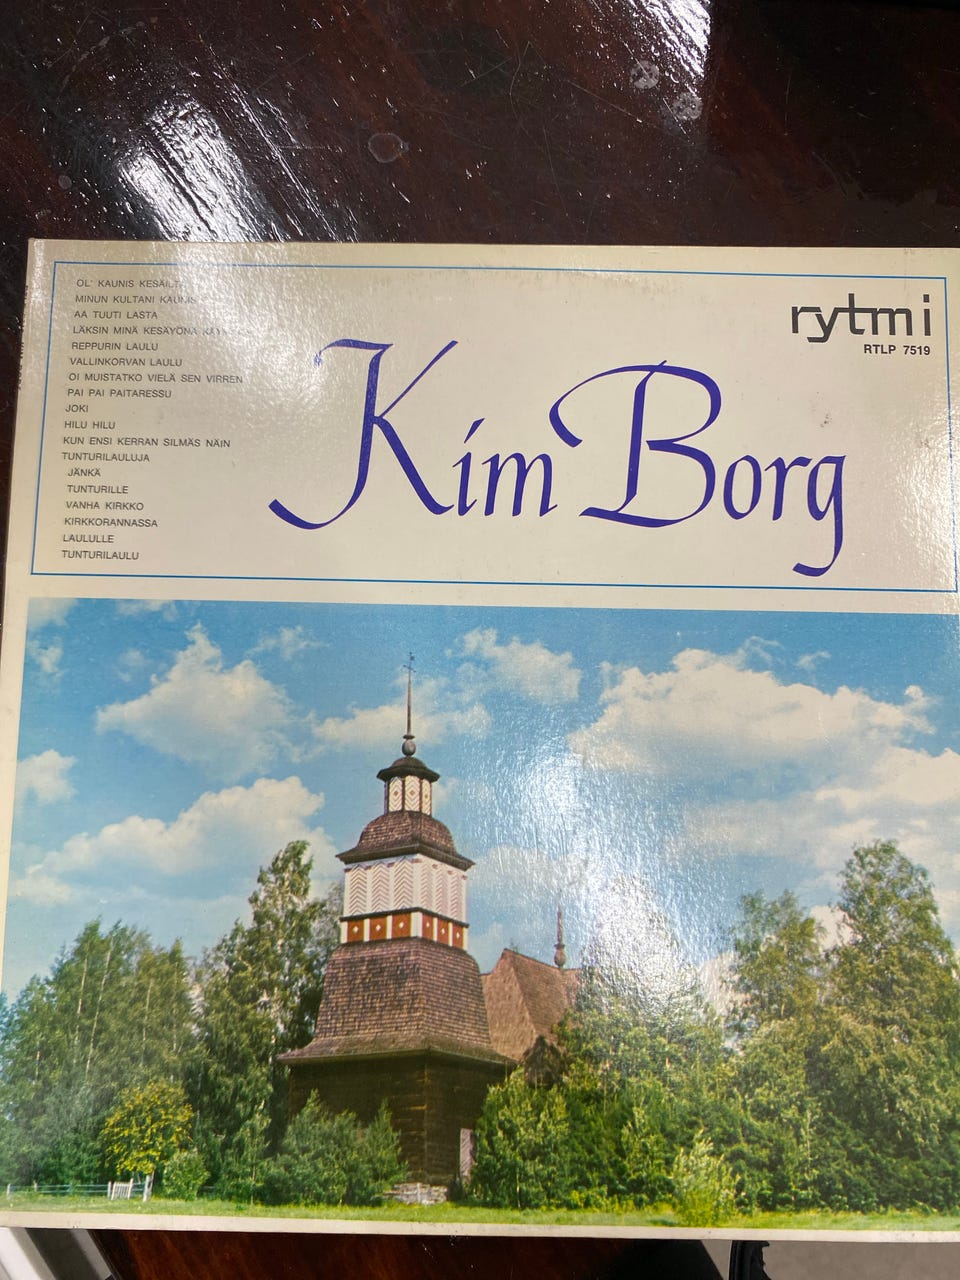 OL' KAUNIS KESÄILTA
MINUN KULTANI KAUNIS
AA TUUTI LASTA
LÄKSIN MINÄ KESÄYÖNÄ
REPPURIN LAULU
VALLINKORVAN LAULU
OI MUISTATKO VIELÄ SEN VIRREN
PAI PAI PAITARESSU
JOKI
HILU HILU
KUN ENSI KERRAN SILMÄS NÄIN
TUNTURILAULUJA
JÄNKÄ
TUNTURILLE
VANHA KIRKKO
KIRKKORANNASSA
LAULULLE
TUNTURILAULU
Kim Borg
rytmi
RTLP 7519